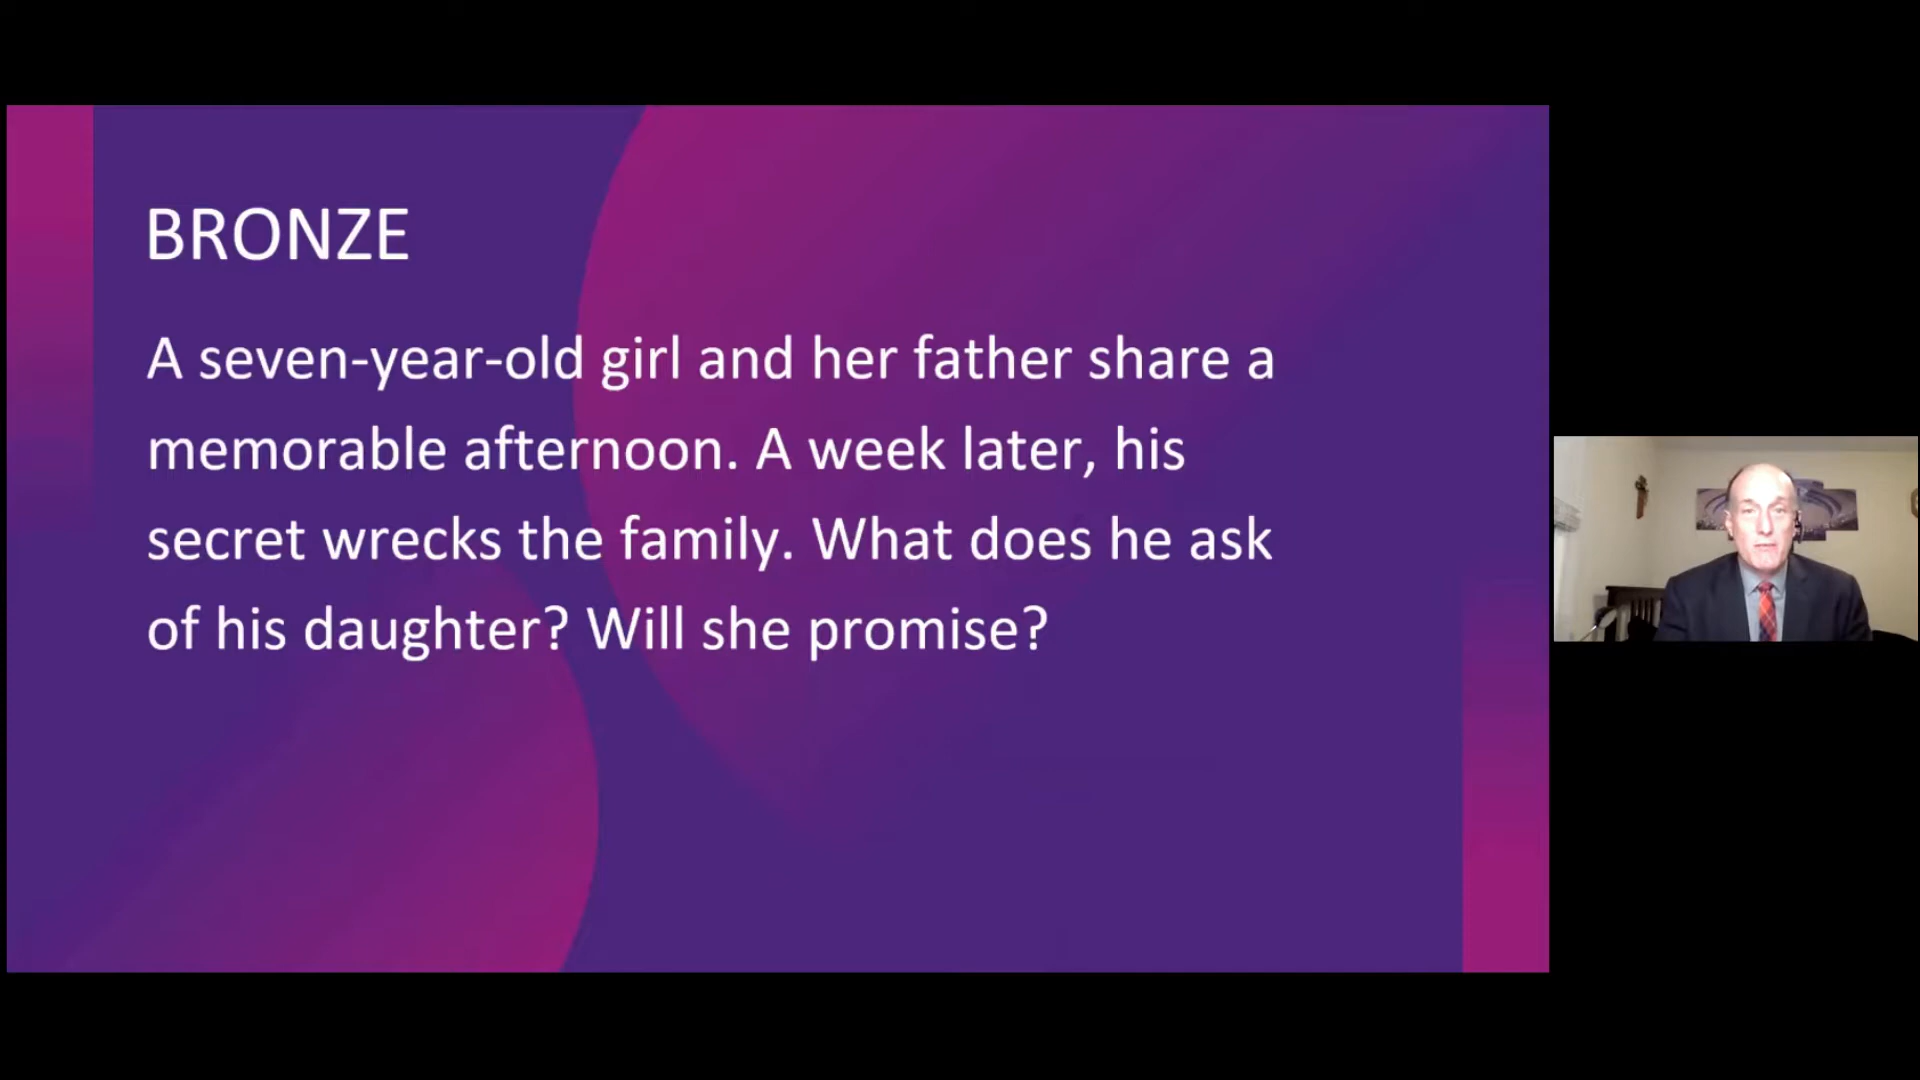 BRONZE
A seven-year-old girl and her father share a
memorable afternoon. A week later, his
secret wrecks the family. What does he ask
of his daughter? Will she promise?